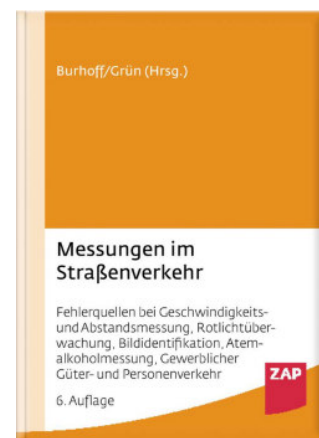 Burhoff/Grün (Hrsg.)
Messungen im
Straßenverkehr
Fehlerquellen bei Geschwindigkeits-
und Abstandsmessung, Rotlichtüber-
wachung, Bildidentifikation, Atem-
alkoholmessung, Gewerblicher
Güter- und Personenverkehr
ZAP
6. Auflage